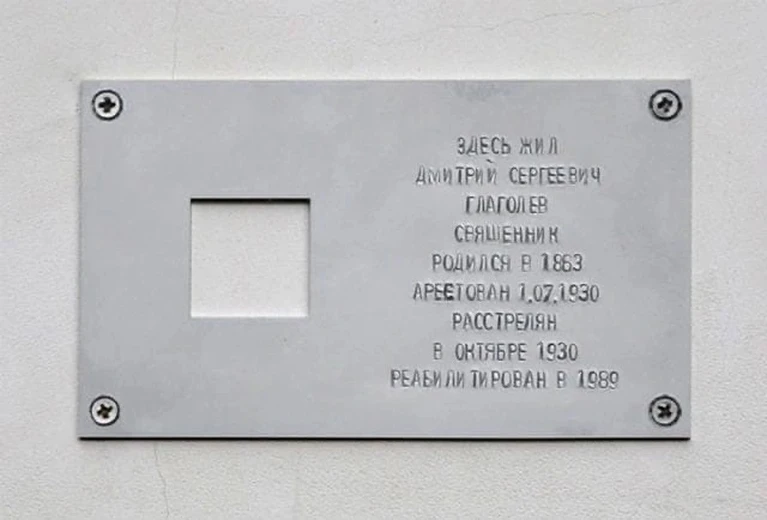 ЗДЕСЬ ЖИЛ
ДМИТРИЙ СЕРГЕЕВИЧ
ГЛАГОЛЕВ
СВЯЩЕННИК
РОДИЛСЯ В 1863
АРЕСТОВАН 1.07.1930
РАССТРЕЛЯН
В ОКТЯБРЕ 1930
РЕАБИЛИТИРОВАН В 1989